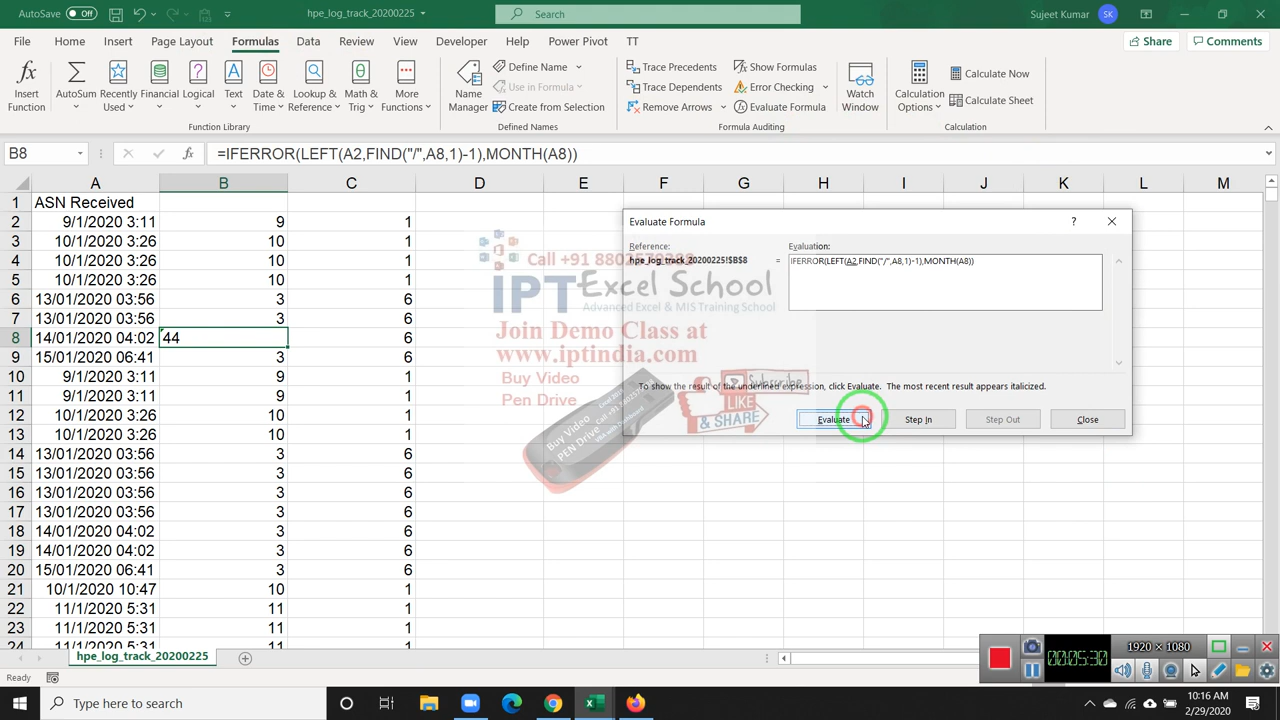 AutoSave Off hpe_log_track_20200225 Search Sujeet Kumar SK
File Home Insert Page Layout Formulas Data Review View Developer Help Power Pivot TT Share Comments
fx Insert Function
Σ AutoSum
Recently Used
Financial
Logical
A Text
Date & Time
Lookup & Reference
θ Math & Trig
More Functions
Function Library
Name Manager
Define Name
Use in Formula
Create from Selection
Defined Names
Trace Precedents
Trace Dependents
Remove Arrows
Show Formulas
Error Checking
Evaluate Formula
Formula Auditing
Watch Window
Calculation Options
Calculate Now
Calculate Sheet
Calculation
B8 fx =IFERROR(LEFT(A2,FIND("/",A8,1)-1),MONTH(A8))
A B C D E F G H I J K L M
1 ASN Received
2 9/1/2020 3:11 9 1
3 10/1/2020 3:26 10 1
4 10/1/2020 3:26 10 1
5 10/1/2020 3:26 10 1
6 13/01/2020 03:56 3 6
7 13/01/2020 03:56 3 6
8 14/01/2020 04:02 44 6
9 15/01/2020 06:41 3 6
10 9/1/2020 3:11 9 1
11 9/1/2020 3:11 9 1
12 10/1/2020 3:26 10 1
13 10/1/2020 3:26 10 1
14 13/01/2020 03:56 3 6
15 13/01/2020 03:56 3 6
16 13/01/2020 03:56 3 6
17 13/01/2020 03:56 3 6
18 14/01/2020 04:02 3 6
19 14/01/2020 04:02 3 6
20 15/01/2020 06:41 3 6
21 10/1/2020 10:47 10 1
22 11/1/2020 5:31 11 1
23 11/1/2020 5:31 11 1
24 11/1/2020 5:31 11 1
Evaluate Formula ?
Reference: Evaluation:
hpe_log_track_20200225!$B$8 = IFERROR(LEFT(A2,FIND("/",A8,1)-1),MONTH(A8))
To show the result of the underlined expression, click Evaluate. The most recent result appears italicized.
Evaluate Step In Step Out Close
Call +91
IPT Excel School
Advanced Excel & MIS Training School
Join Demo Class at
www.iptindia.com
Buy Video
Pen Drive
Buy Video
PEN Drive
Subscribe
LIKE
& SHARE
hpe_log_track_20200225
Ready
1920 × 1080
00:05:30
Type here to search
10:16 AM
2/29/2020